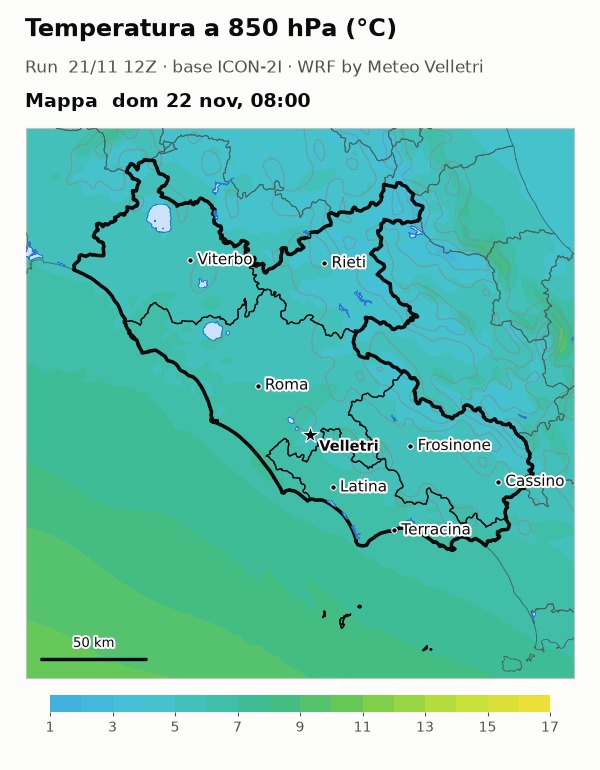 Temperatura a 850 hPa (°C)
Run  21/11 12Z · base ICON-2I · WRF by Meteo Velletri
Mappa  dom 22 nov, 08:00
Viterbo
Rieti
Roma
Velletri
Frosinone
Latina
Cassino
Terracina
50 km
1 3 5 7 9 11 13 15 17